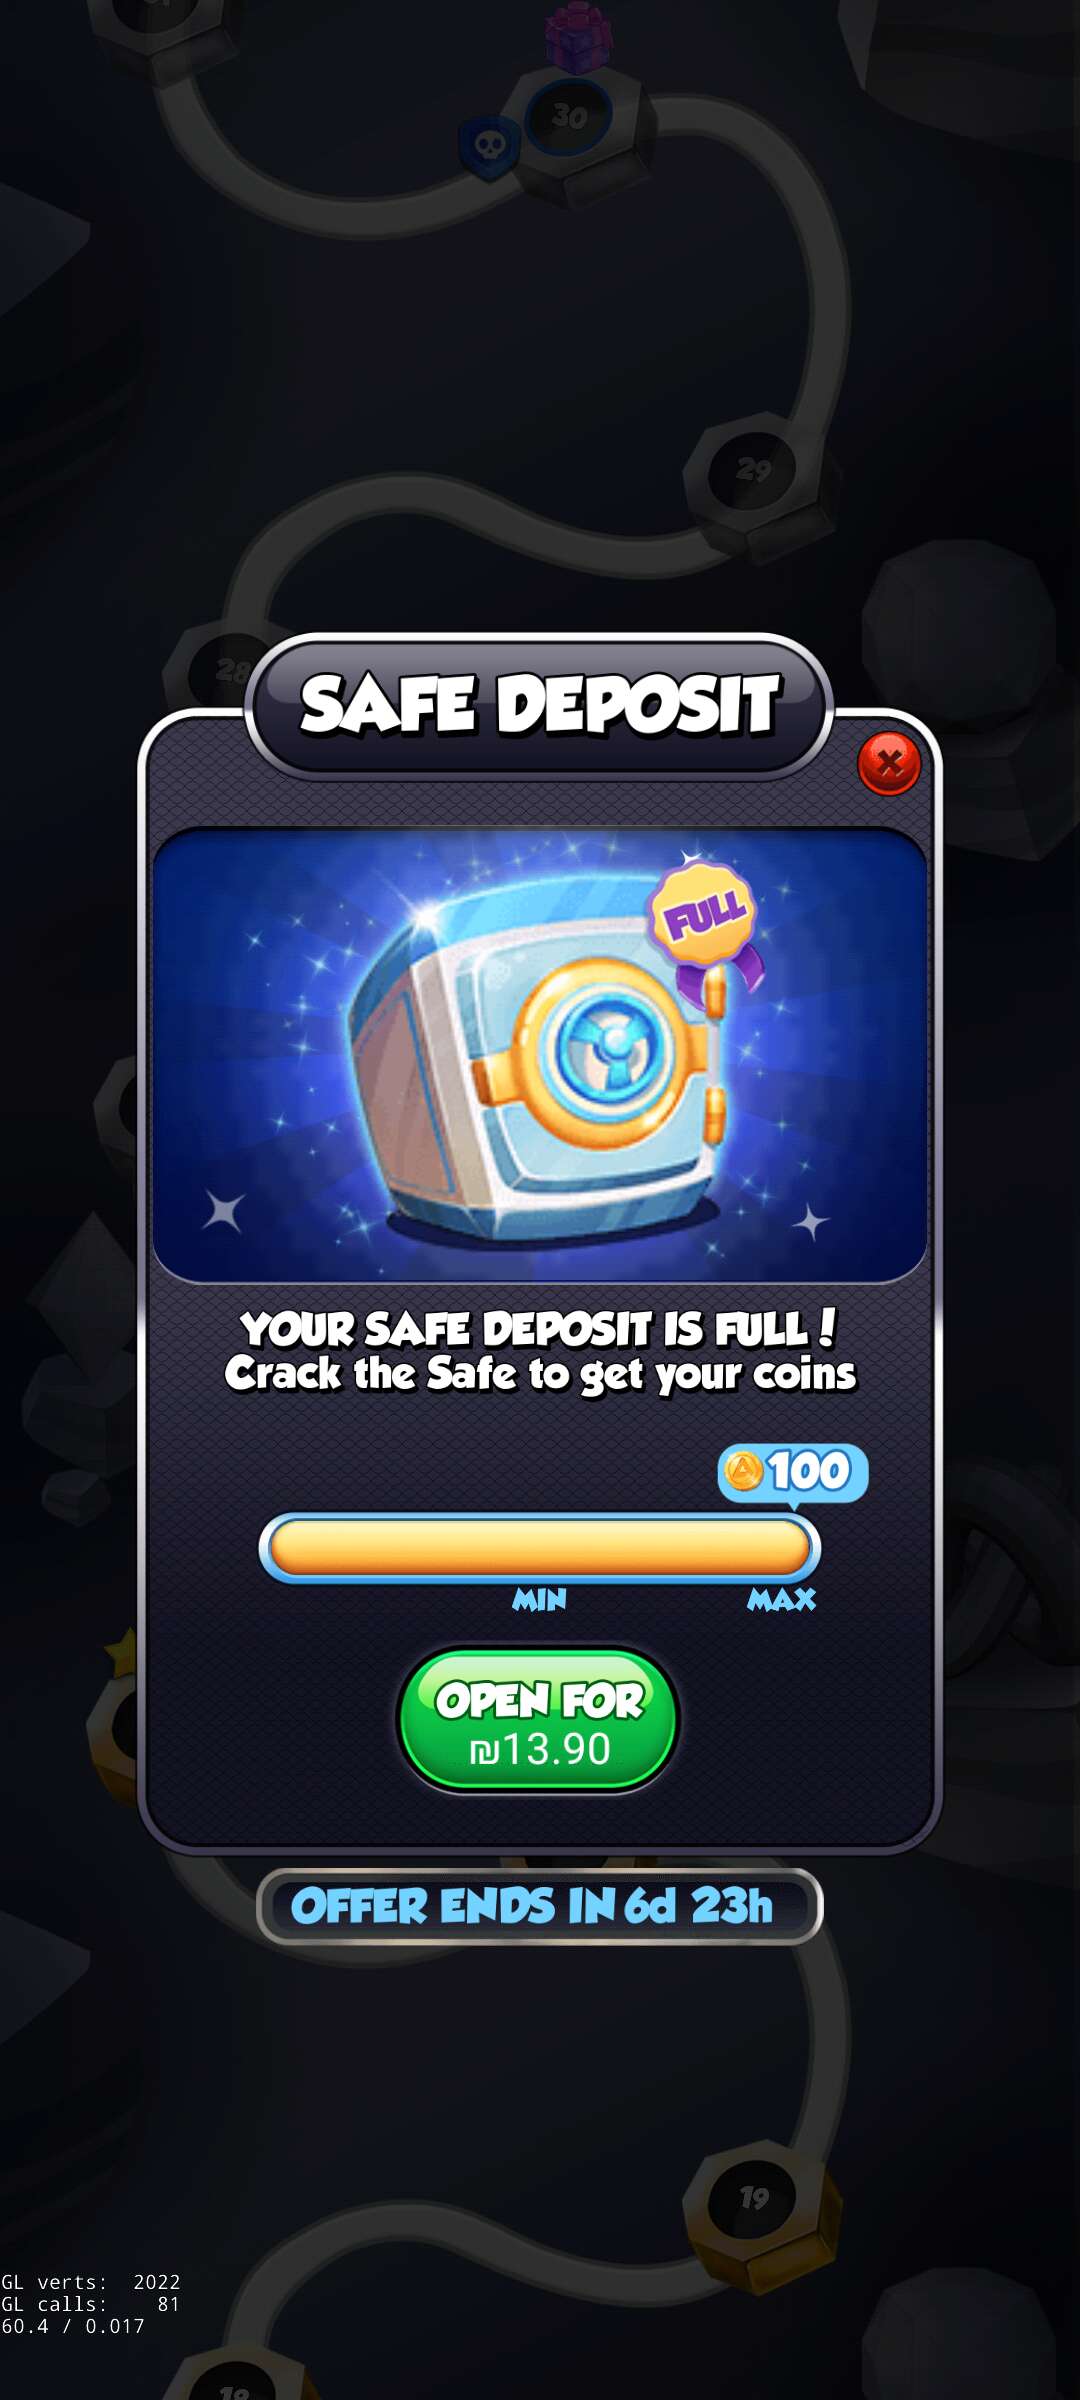 30
29
28
SAFE DEPOSIT
FULL
YOUR SAFE DEPOSIT IS FULL!
Crack the Safe to get your coins
100
MIN MAX
OPEN FOR
₪13.90
OFFER ENDS IN 6d 23h
19
GL verts: 2022
GL calls: 81
60.4 / 0.017
18